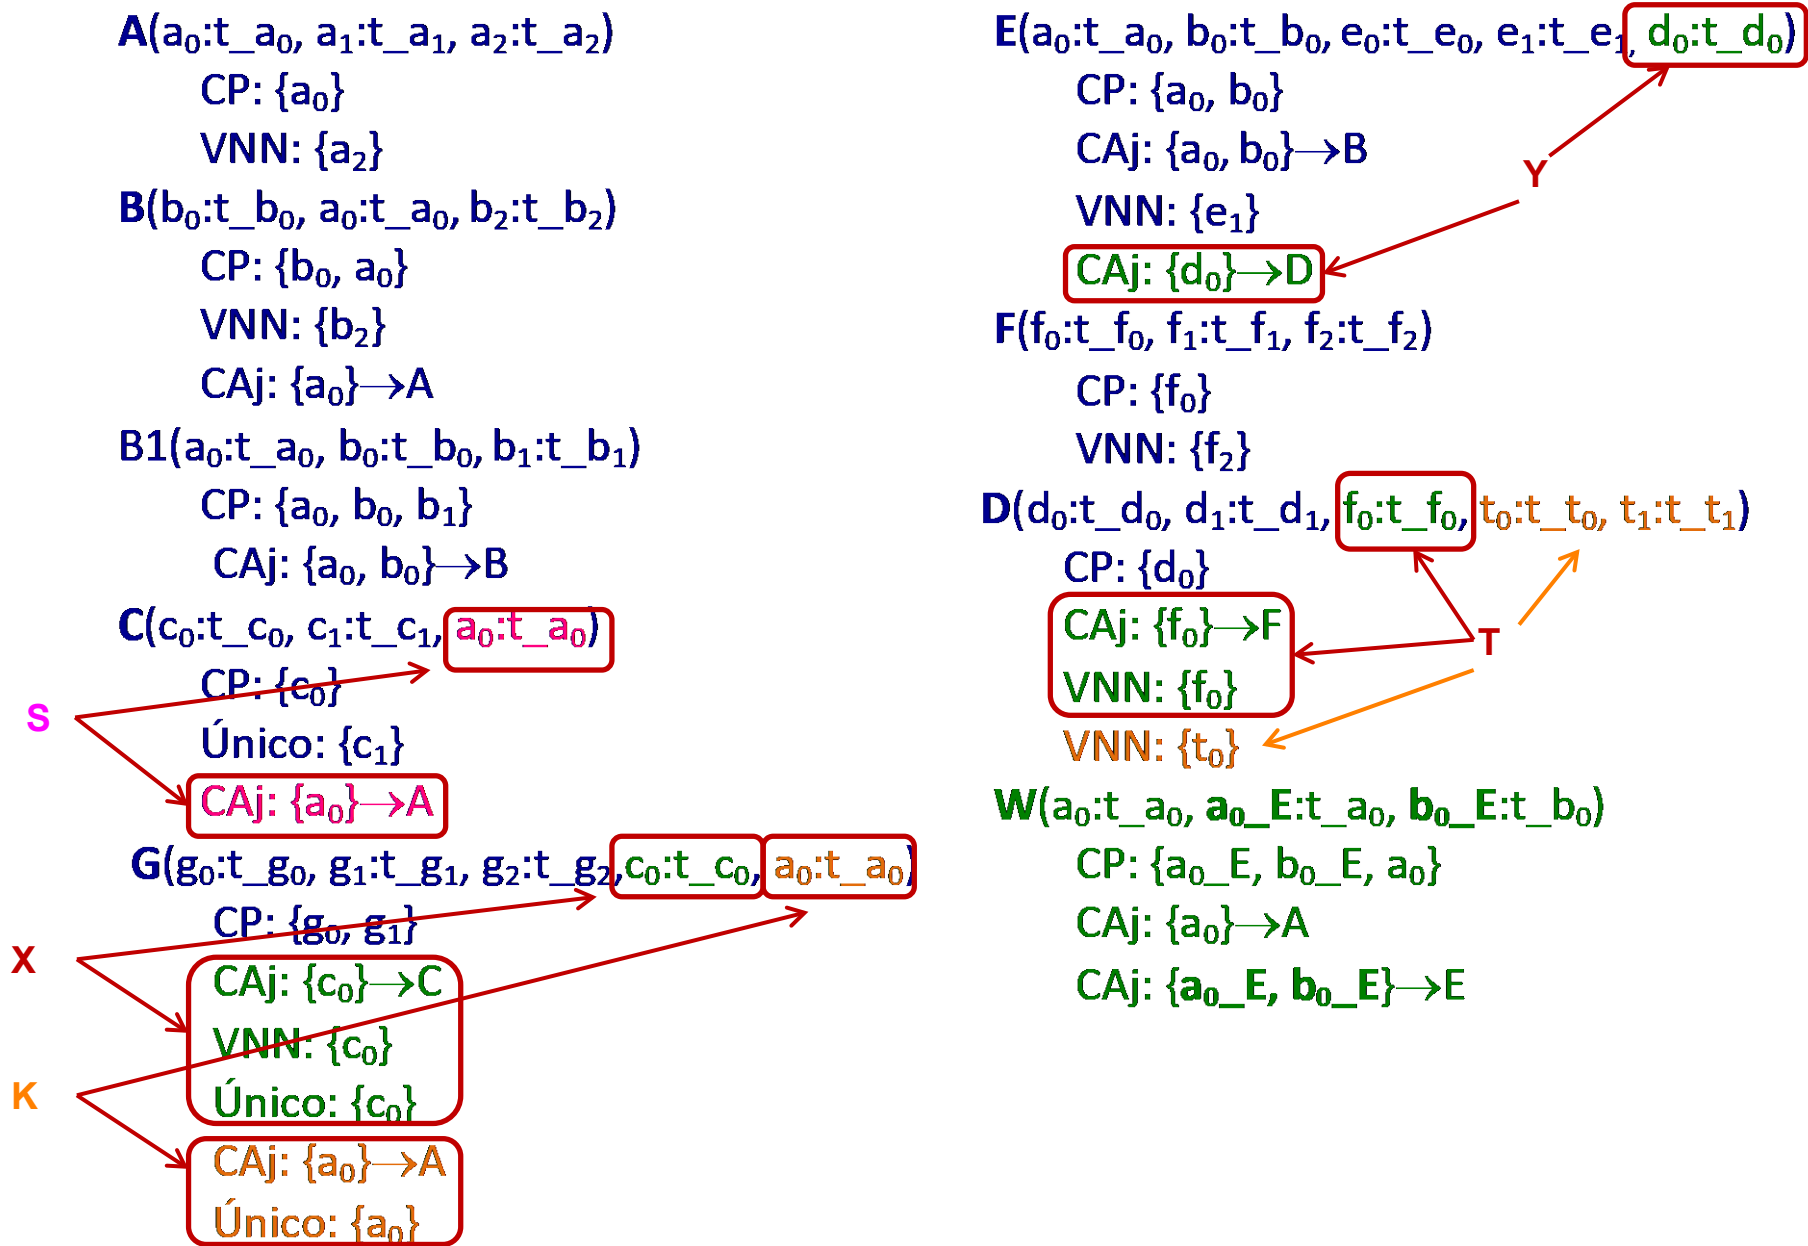 A(a₀:t_a₀, a₁:t_a₁, a₂:t_a₂)
CP: {a₀}
VNN: {a₂}
B(b₀:t_b₀, a₀:t_a₀, b₂:t_b₂)
CP: {b₀, a₀}
VNN: {b₂}
CAj: {a₀}→A
B1(a₀:t_a₀, b₀:t_b₀, b₁:t_b₁)
CP: {a₀, b₀, b₁}
CAj: {a₀, b₀}→B
C(c₀:t_c₀, c₁:t_c₁, a₀:t_a₀)
CP: {c₀}
S
Único: {c₁}
CAj: {a₀}→A
G(g₀:t_g₀, g₁:t_g₁, g₂:t_g₂, c₀:t_c₀, a₀:t_a₀)
CP: {g₀, g₁}
X
CAj: {c₀}→C
VNN: {c₀}
K
Único: {c₀}
CAj: {a₀}→A
Único: {a₀}
E(a₀:t_a₀, b₀:t_b₀, e₀:t_e₀, e₁:t_e₁, d₀:t_d₀)
CP: {a₀, b₀}
CAj: {a₀, b₀}→B
Y
VNN: {e₁}
CAj: {d₀}→D
F(f₀:t_f₀, f₁:t_f₁, f₂:t_f₂)
CP: {f₀}
VNN: {f₂}
D(d₀:t_d₀, d₁:t_d₁, f₀:t_f₀, t₀:t_t₀, t₁:t_t₁)
CP: {d₀}
CAj: {f₀}→F
T
VNN: {f₀}
VNN: {t₀}
W(a₀:t_a₀, a₀_E:t_a₀, b₀_E:t_b₀)
CP: {a₀_E, b₀_E, a₀}
CAj: {a₀}→A
CAj: {a₀_E, b₀_E}→E